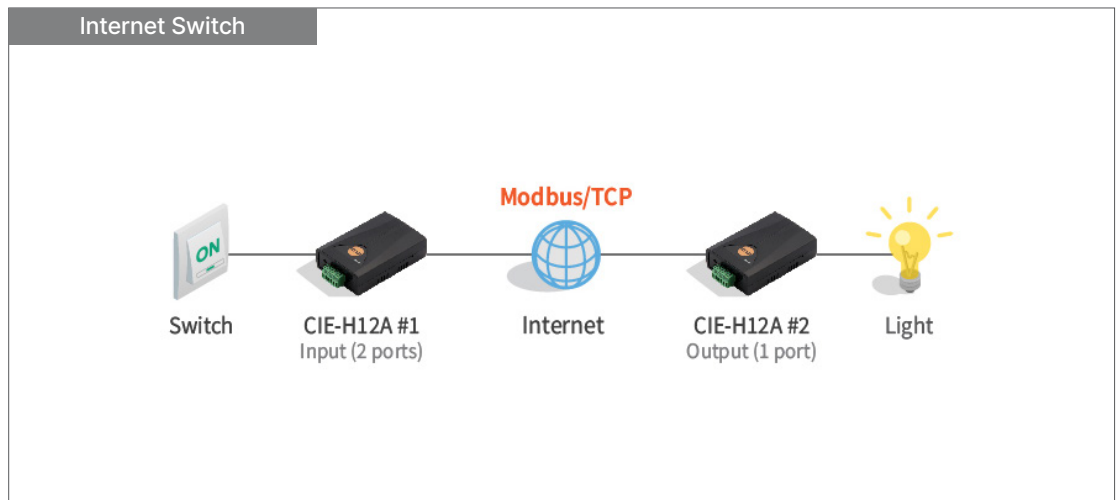 Internet Switch
Modbus/TCP
ON
Switch
CIE-H12A #1
Input (2 ports)
Internet
CIE-H12A #2
Output (1 port)
Light